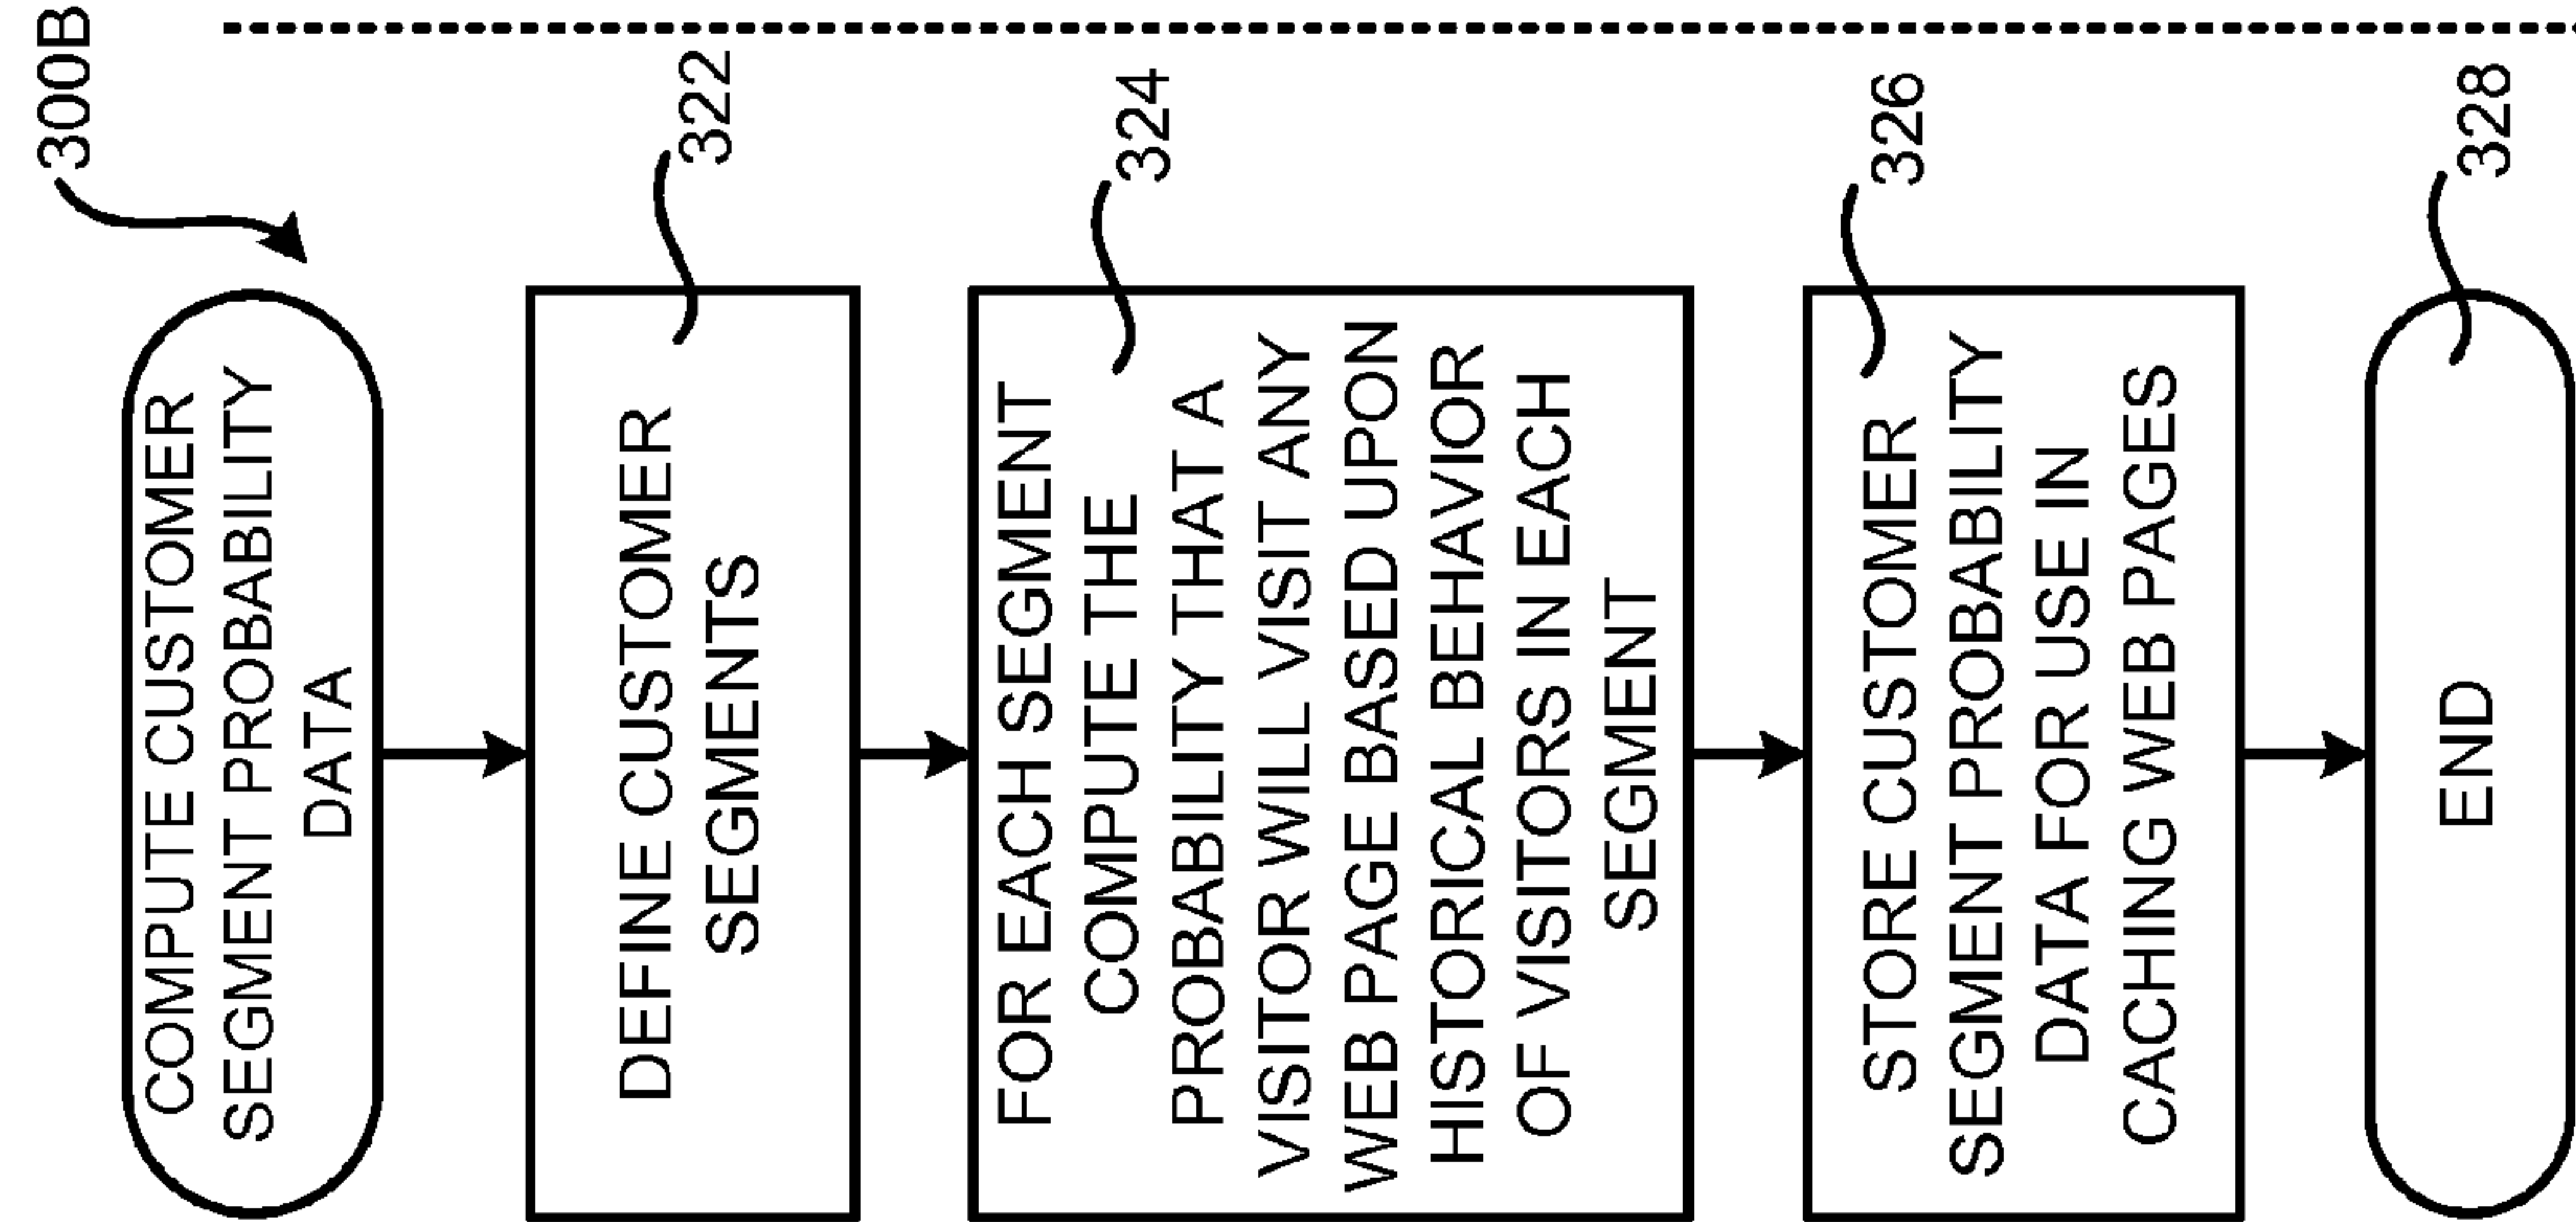 300B
COMPUTE CUSTOMER
SEGMENT PROBABILITY
DATA
322
DEFINE CUSTOMER
SEGMENTS
324
FOR EACH SEGMENT
COMPUTE THE
PROBABILITY THAT A
VISITOR WILL VISIT ANY
WEB PAGE BASED UPON
HISTORICAL BEHAVIOR
OF VISITORS IN EACH
SEGMENT
326
STORE CUSTOMER
SEGMENT PROBABILITY
DATA FOR USE IN
CACHING WEB PAGES
328
END